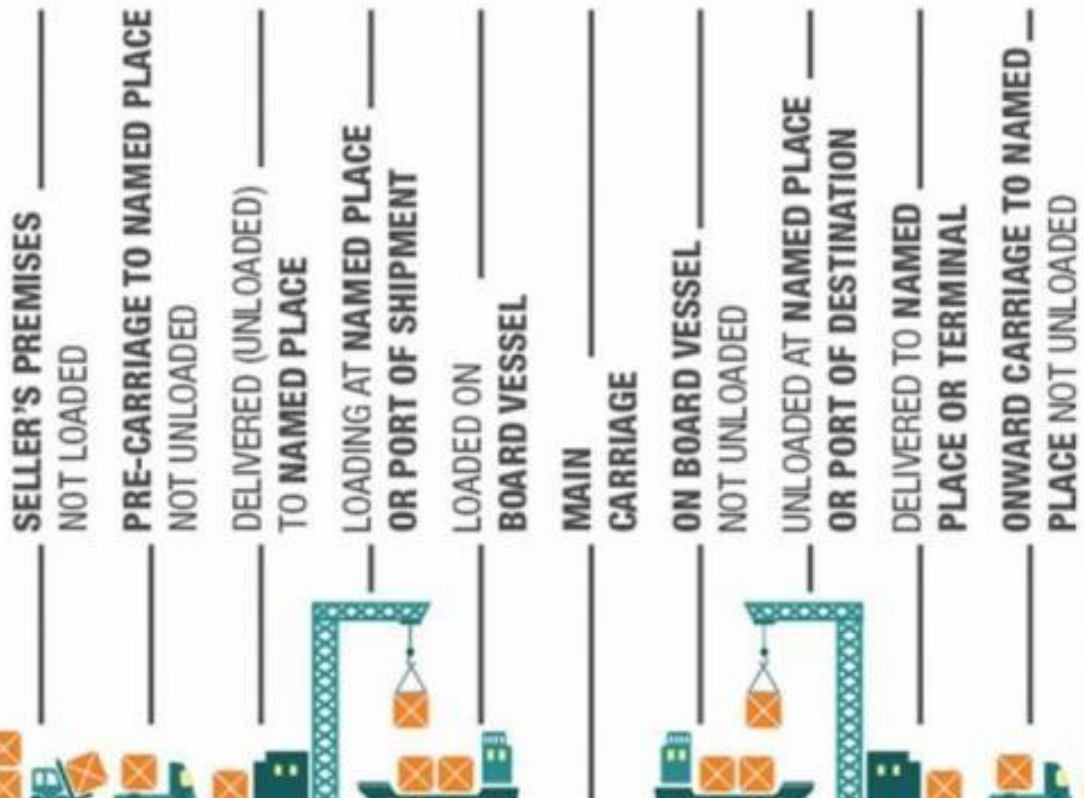 SELLER'S PREMISES
NOT LOADED
PRE-CARRIAGE TO NAMED PLACE
NOT UNLOADED
DELIVERED (UNLOADED)
TO NAMED PLACE
LOADING AT NAMED PLACE
OR PORT OF SHIPMENT
LOADED ON
BOARD VESSEL
MAIN
CARRIAGE
ON BOARD VESSEL
NOT UNLOADED
UNLOADED AT NAMED PLACE
OR PORT OF DESTINATION
DELIVERED TO NAMED
PLACE OR TERMINAL
ONWARD CARRIAGE TO NAMED
PLACE NOT UNLOADED